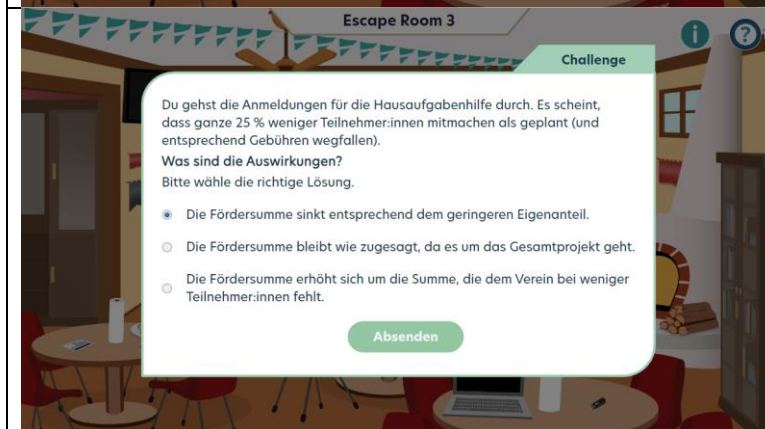 Escape Room 3
i
?
Challenge
Du gehst die Anmeldungen für die Hausaufgabenhilfe durch. Es scheint,
dass ganze 25 % weniger Teilnehmer:innen mitmachen als geplant (und
entsprechend Gebühren wegfallen).
Was sind die Auswirkungen?
Bitte wähle die richtige Lösung.
Die Fördersumme sinkt entsprechend dem geringeren Eigenanteil.
Die Fördersumme bleibt wie zugesagt, da es um das Gesamtprojekt geht.
Die Fördersumme erhöht sich um die Summe, die dem Verein bei weniger
Teilnehmer:innen fehlt.
Absenden